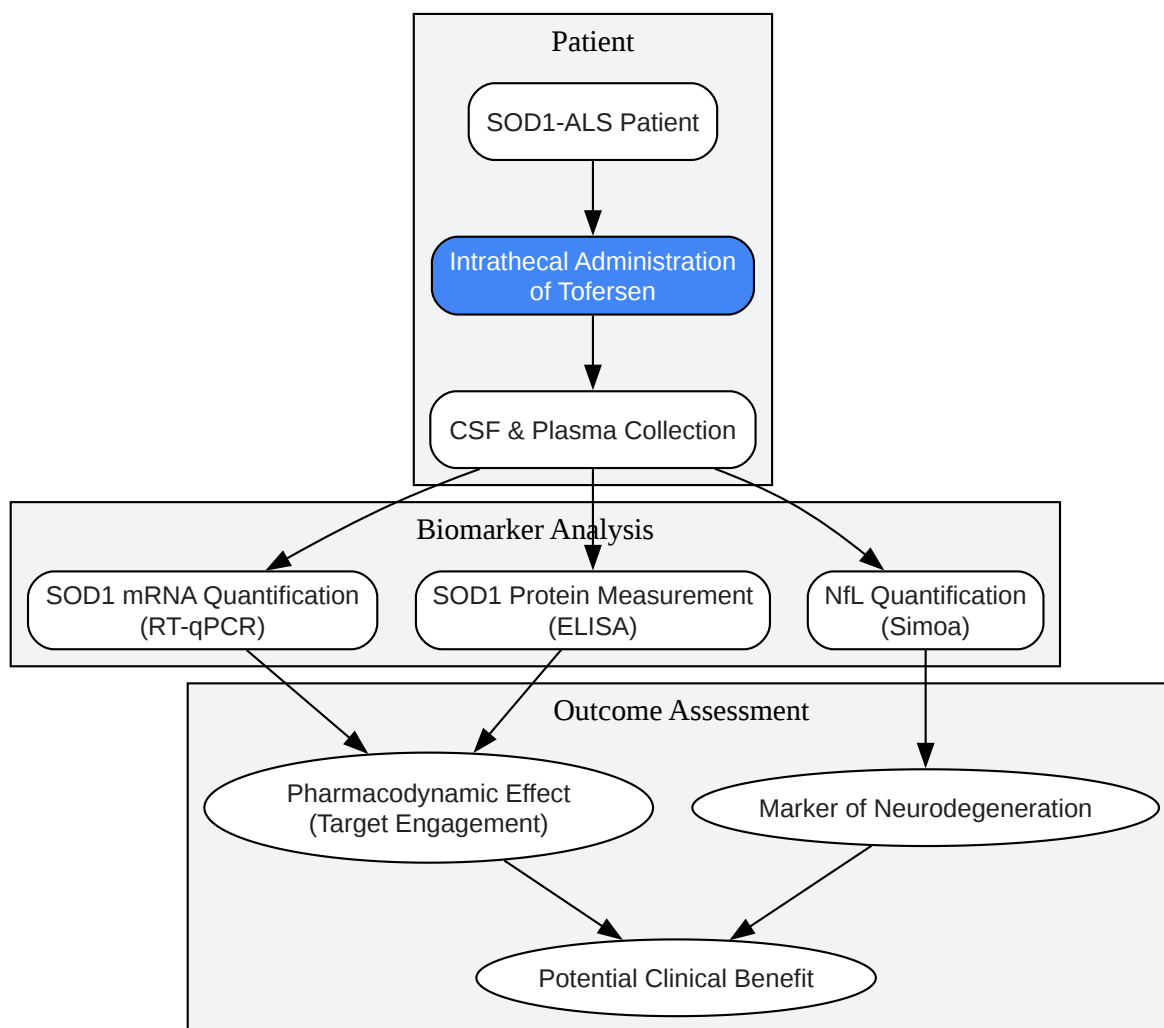 Patient
SOD1-ALS Patient
Intrathecal Administration
of Tofersen
CSF & Plasma Collection
Biomarker Analysis
SOD1 mRNA Quantification
(RT-qPCR)
SOD1 Protein Measurement
(ELISA)
NfL Quantification
(Simoa)
Outcome Assessment
Pharmacodynamic Effect
(Target Engagement)
Marker of Neurodegeneration
Potential Clinical Benefit